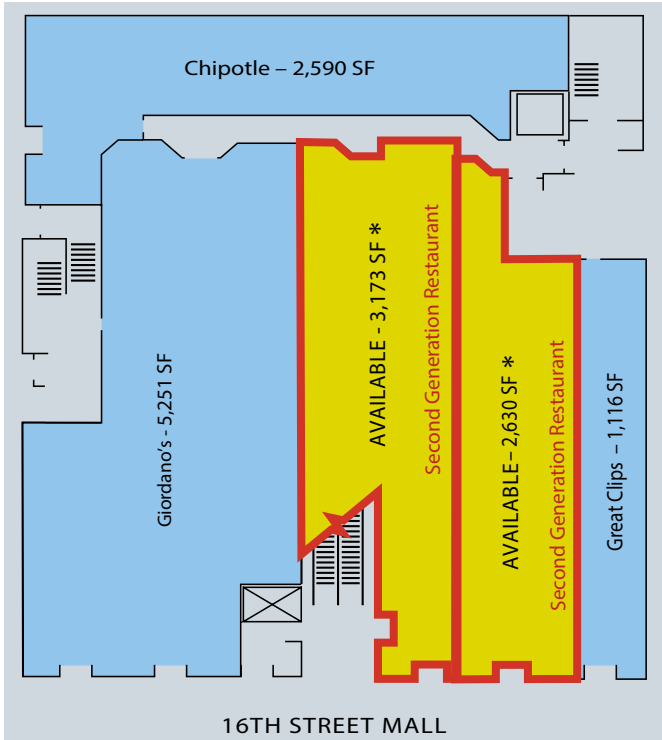 Chipotle – 2,590 SF
Giordano's - 5,251 SF
AVAILABLE - 3,173 SF *
Second Generation Restaurant
AVAILABLE– 2,630 SF *
Second Generation Restaurant
Great Clips – 1,116 SF
16TH STREET MALL